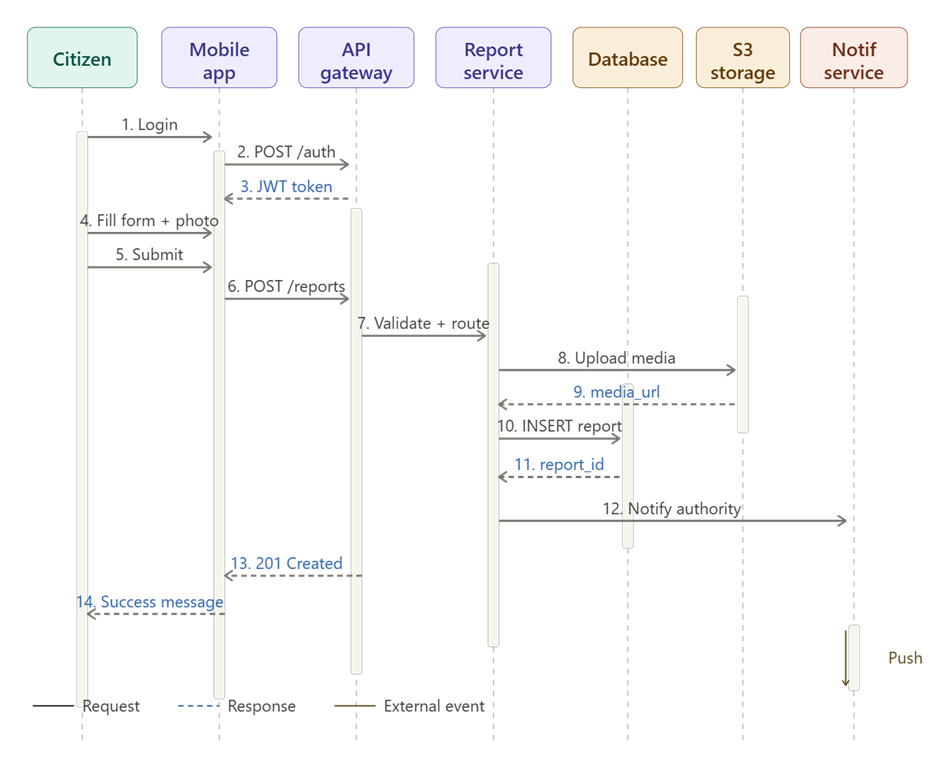 Citizen
Mobile
app
API
gateway
Report
service
Database
S3
storage
Notif
service
1. Login
2. POST /auth
3. JWT token
4. Fill form + photo
5. Submit
6. POST /reports
7. Validate + route
8. Upload media
9. media_url
10. INSERT report
11. report_id
12. Notify authority
13. 201 Created
14. Success message
Push
Request
Response
External event